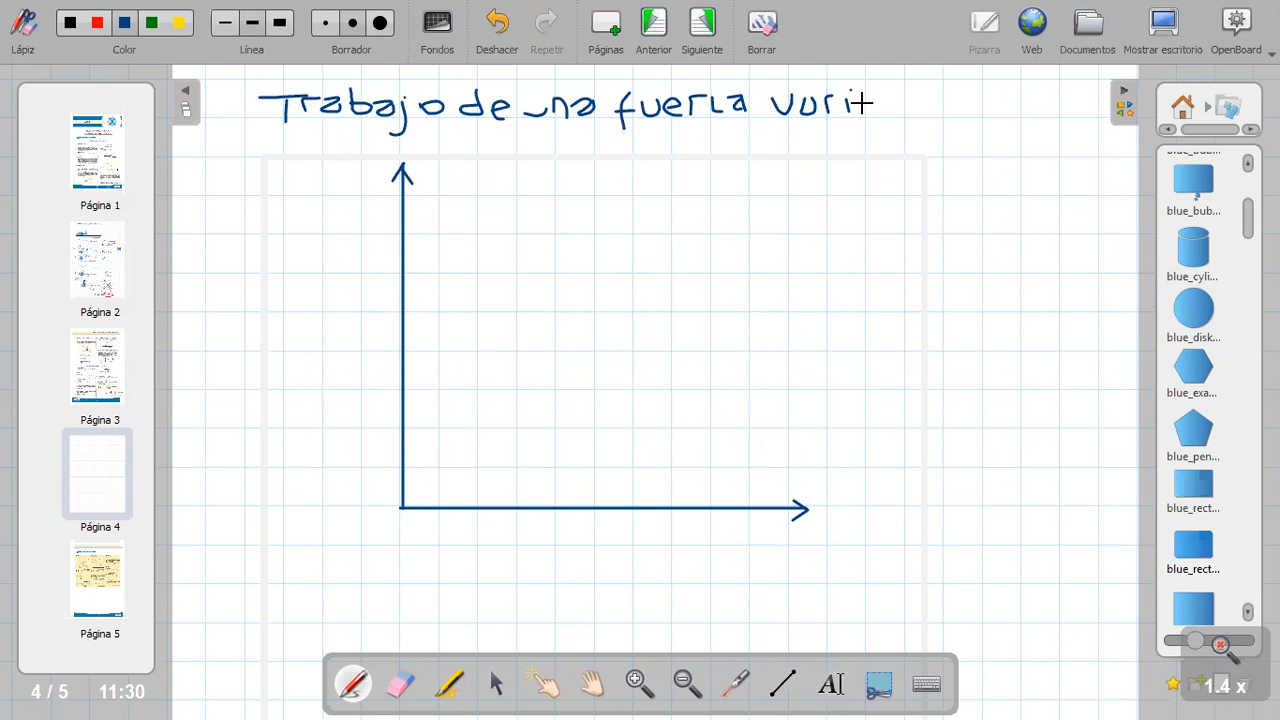 Lápiz Color Línea Borrador Fondos Deshacer Repetir Páginas Anterior Siguiente Borrar Pizarra Web Documentos Mostrar escritorio OpenBoard
Trabajo de una fuerza vari
Página 1
Página 2
Página 3
Página 4
Página 5
blue_bub...
blue_bub...
blue_cyli...
blue_disk...
blue_exa...
blue_pen...
blue_rect...
blue_rect...
4 / 5 11:30
AI
1.4 x